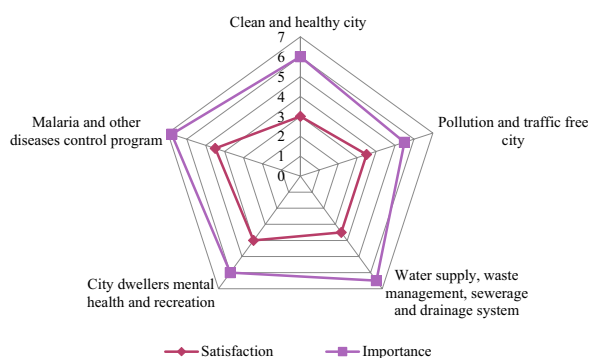 Clean and healthy city
7
6
5
4
3
2
1
0
Pollution and traffic free
city
Water supply, waste
management, sewerage
and drainage system
City dwellers mental
health and recreation
Malaria and other
diseases control program
Satisfaction
Importance